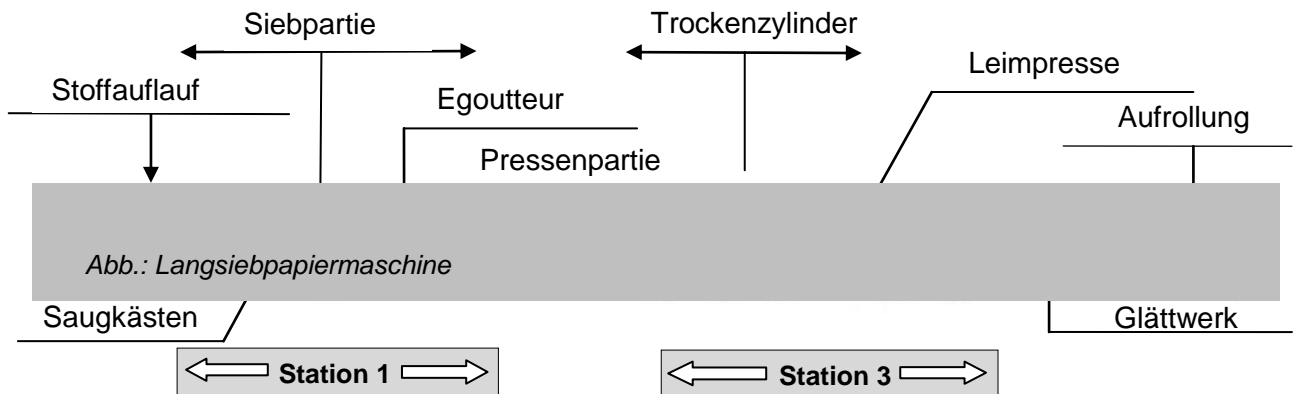 Siebpartie
Trockenzylinder
Leimpresse
Stoffauflauf
Egoutteur
Aufrollung
Pressenpartie
Abb.: Langsiebpapiermaschine
Saugkästen
Glättwerk
Station 1
Station 3